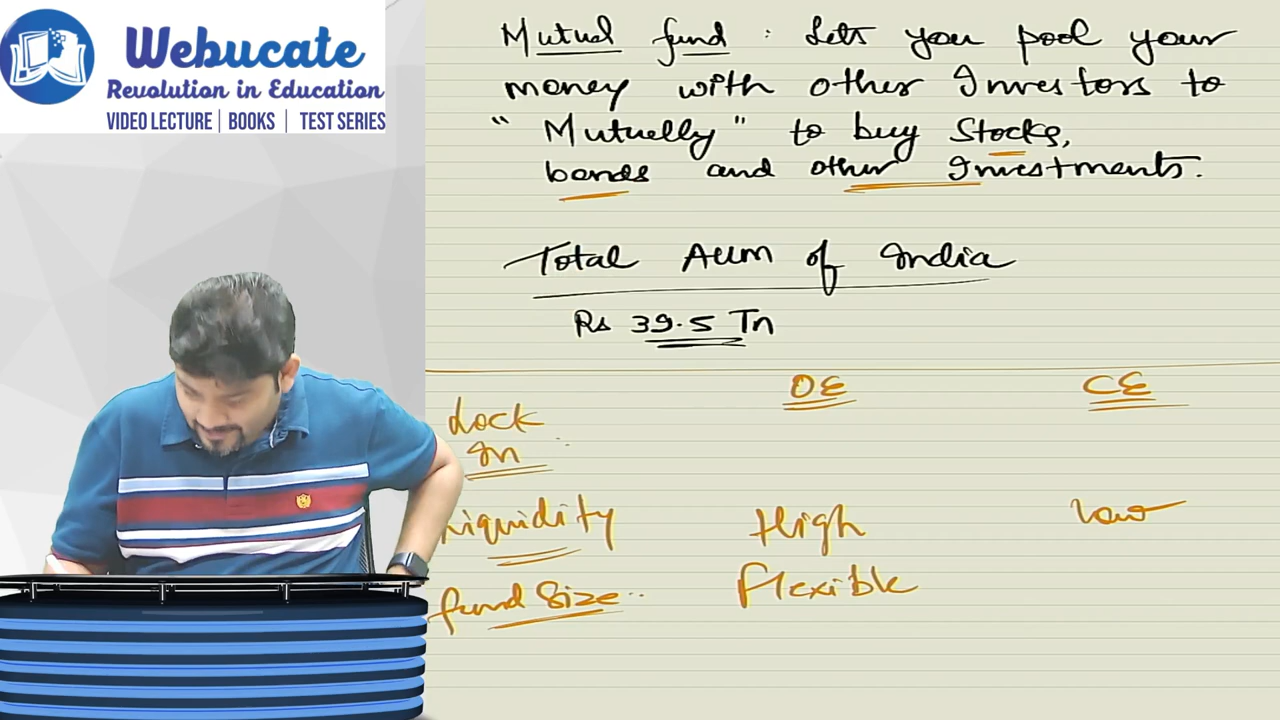 Webucate
Revolution in Education
VIDEO LECTURE | BOOKS | TEST SERIES
Mutual fund : Lets you pool your
money with other Investors to
"Mutually" to buy Stocks,
bonds and other Investments.
Total AUM of India
Rs 39.5 Tn
OE CE
Lock
In
Liquidity High Low
fund Size Flexible